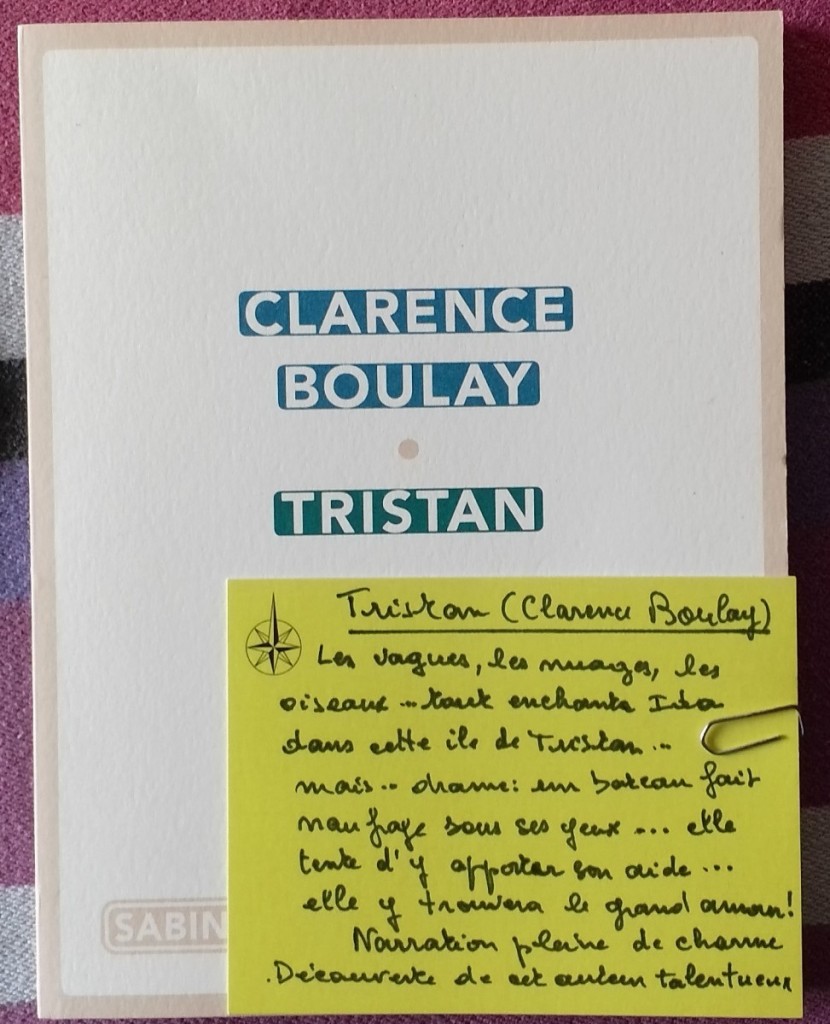 CLARENCE
BOULAY
TRISTAN
SABIN
Tristan (Clarence Boulay)
Les vagues, les nuages, les
oiseaux ... tout enchante Ida
dans cette île de Tristan ...
mais .. drame : un bateau fait
naufrage sous ses yeux ... elle
tente d'y apporter son aide ...
elle y trouvera le grand amour !
Narration pleine de charme
. Découverte de cet auteur talentueux